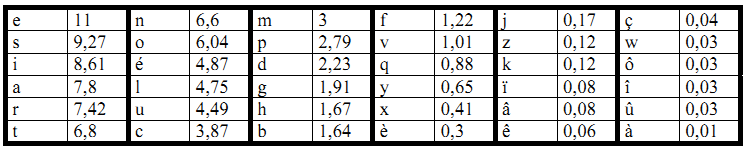 e 11 n 6,6 m 3 f 1,22 j 0,17 ç 0,04
s 9,27 o 6,04 p 2,79 v 1,01 z 0,12 w 0,03
i 8,61 é 4,87 d 2,23 q 0,88 k 0,12 ô 0,03
a 7,8 l 4,75 g 1,91 y 0,65 ï 0,08 î 0,03
r 7,42 u 4,49 h 1,67 x 0,41 â 0,08 û 0,03
t 6,8 c 3,87 b 1,64 è 0,3 ê 0,06 à 0,01